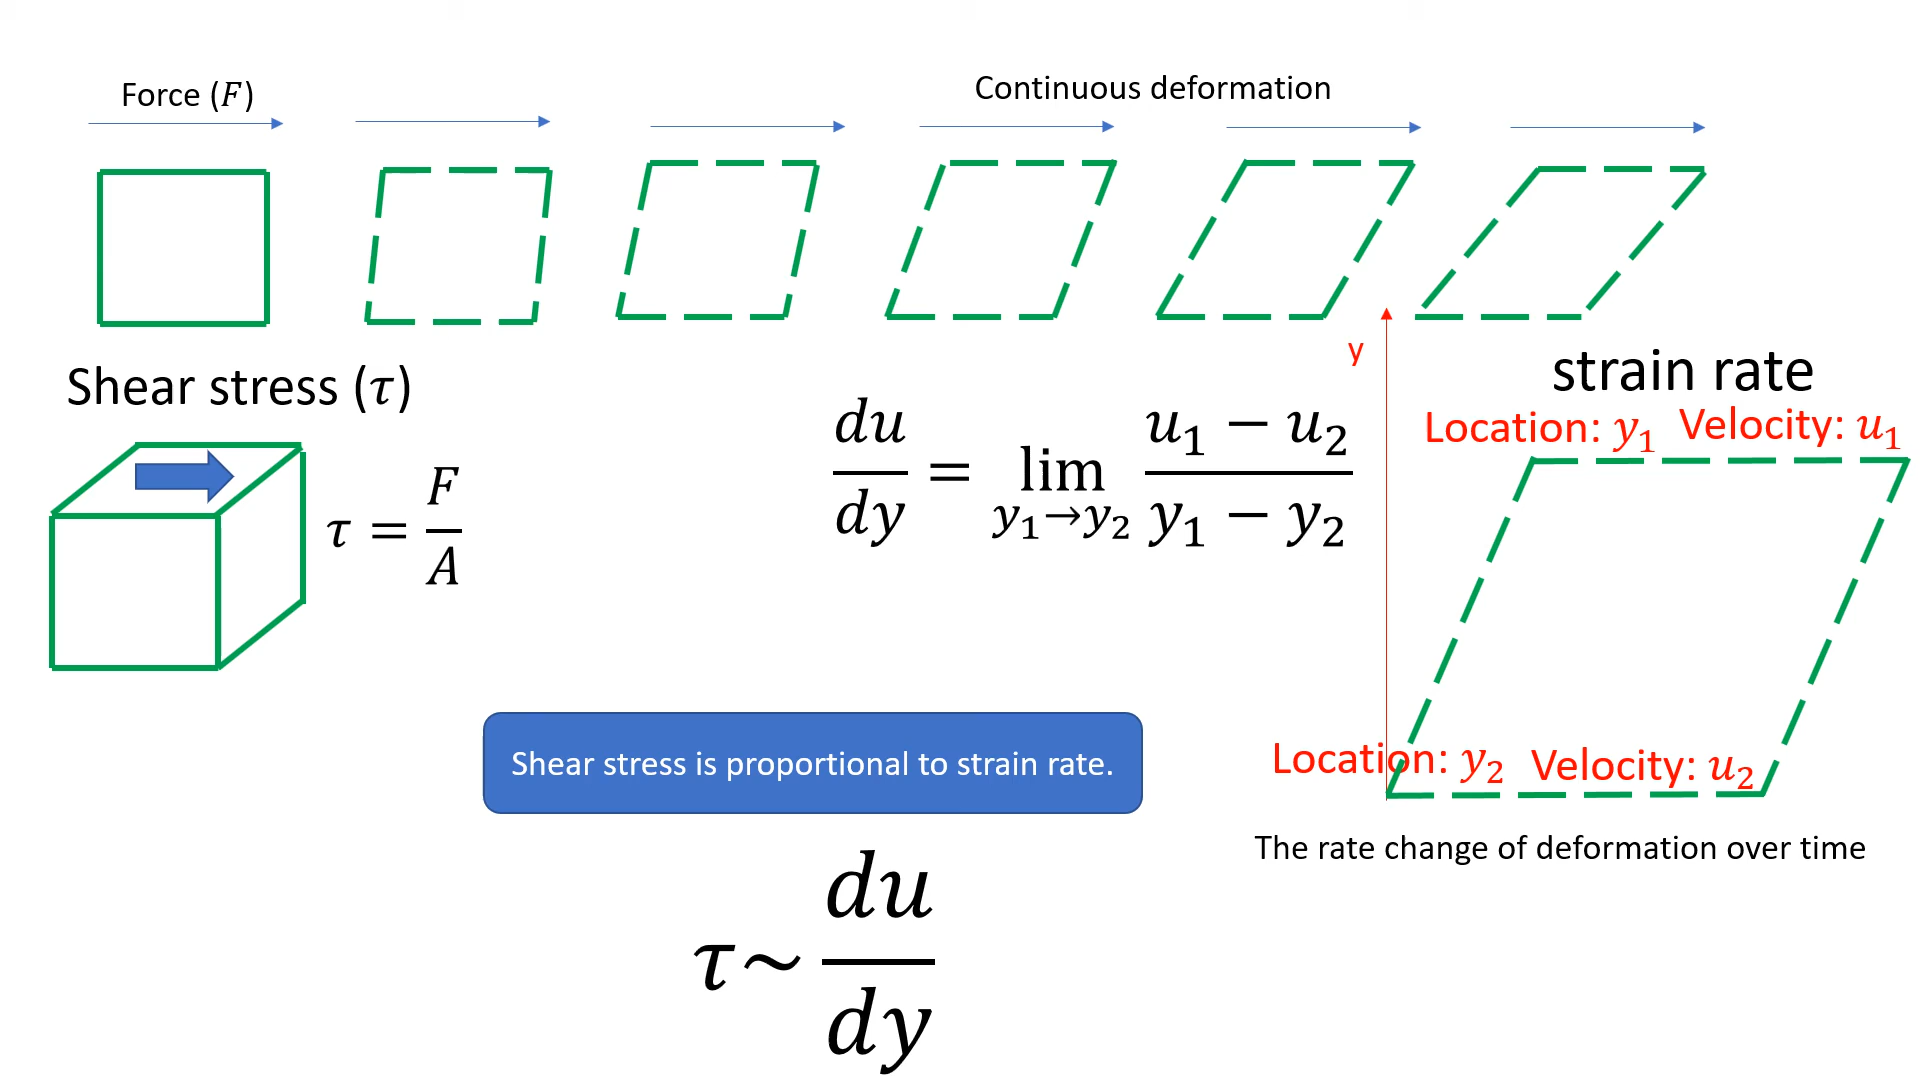 Force (𝐹)
Continuous deformation
Shear stress (𝜏)
y
strain rate
Location: 𝑦₁ Velocity: 𝑢₁
𝜏 = 𝐹/𝐴
𝑑𝑢/𝑑𝑦 = lim 𝑦₁→𝑦₂ (𝑢₁ − 𝑢₂)/(𝑦₁ − 𝑦₂)
Location: 𝑦₂ Velocity: 𝑢₂
Shear stress is proportional to strain rate.
The rate change of deformation over time
𝜏~ 𝑑𝑢/𝑑𝑦